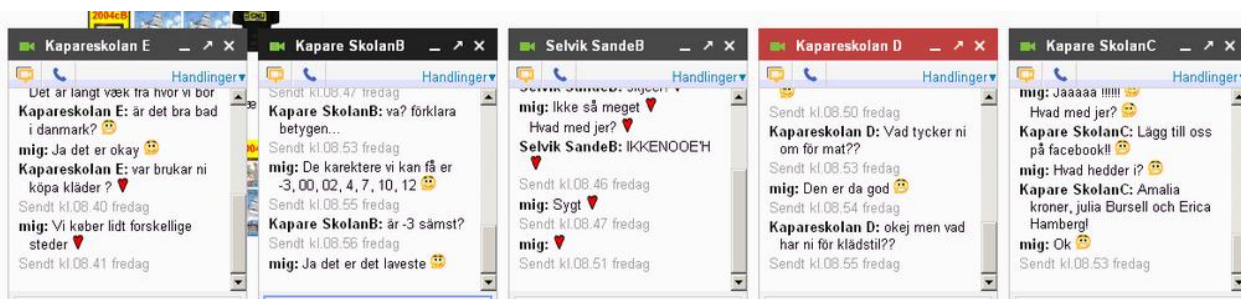 2004cB
Kapareskolan E
Handlinger
Det är langt væk fra hvor vi bor
Kapareskolan E: är det bra bad
i danmark?
mig: Ja det er okay
Kapareskolan E: var brukar ni
köpa kläder ?
Sendt kl.08.40 fredag
mig: Vi køber lidt forskellige
steder
Sendt kl.08.41 fredag
Kapare SkolanB
Handlinger
Sendt kl.08.47 fredag
Kapare SkolanB: va? förklara
betygen...
Sendt kl.08.53 fredag
mig: De karektere vi kan få er
-3, 00, 02, 4, 7, 10, 12
Sendt kl.08.55 fredag
Kapare SkolanB: är -3 sämst?
Sendt kl.08.56 fredag
mig: Ja det er det laveste
Selvik SandeB
Handlinger
mig: Ikke så meget
Hvad med jer?
Selvik SandeB: IKKENOOE'H
Sendt kl.08.46 fredag
mig: Sygt
Sendt kl.08.47 fredag
mig:
Sendt kl.08.51 fredag
Kapareskolan D
Handlinger
Sendt kl.08.50 fredag
Kapareskolan D: Vad tycker ni
om för mat??
Sendt kl.08.53 fredag
mig: Den er da god
Sendt kl.08.54 fredag
Kapareskolan D: okej men vad
har ni för klädstil??
Sendt kl.08.55 fredag
Kapare SkolanC
Handlinger
mig: Jaaaaa !!!!!!
Hvad med jer?
Kapare SkolanC: Lägg till oss
på facebook!!
mig: Hvad hedder i?
Kapare SkolanC: Amalia
kroner, julia Bursell och Erica
Hamberg!
mig: Ok
Sendt kl.08.53 fredag